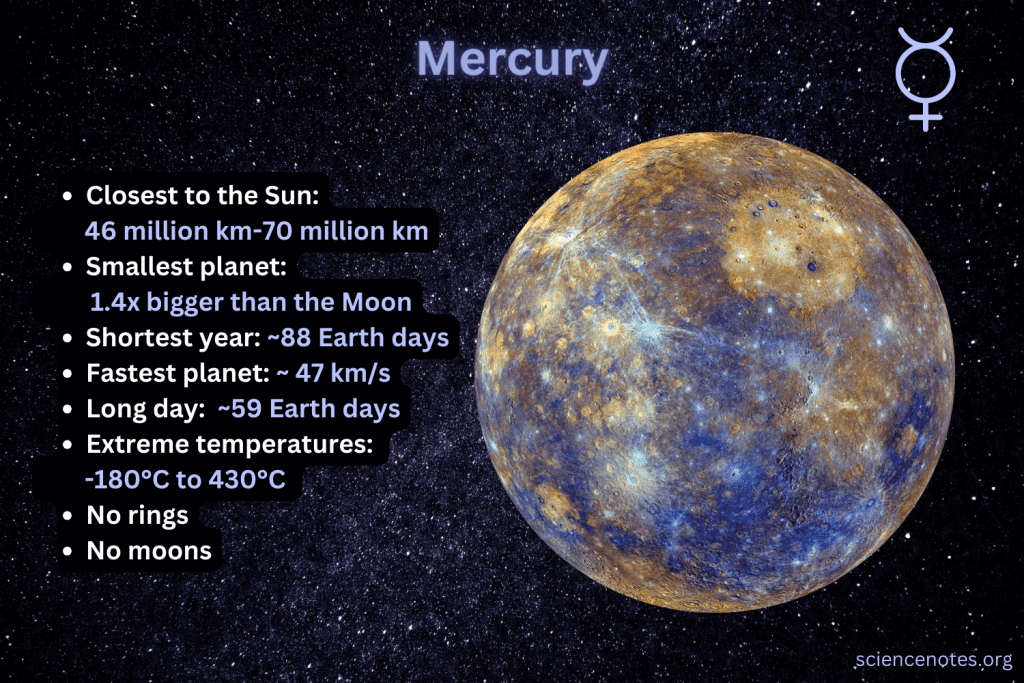 Mercury
• Closest to the Sun:
46 million km-70 million km
• Smallest planet:
1.4x bigger than the Moon
• Shortest year: ~88 Earth days
• Fastest planet: ~ 47 km/s
• Long day: ~59 Earth days
• Extreme temperatures:
-180°C to 430°C
• No rings
• No moons
sciencenotes.org